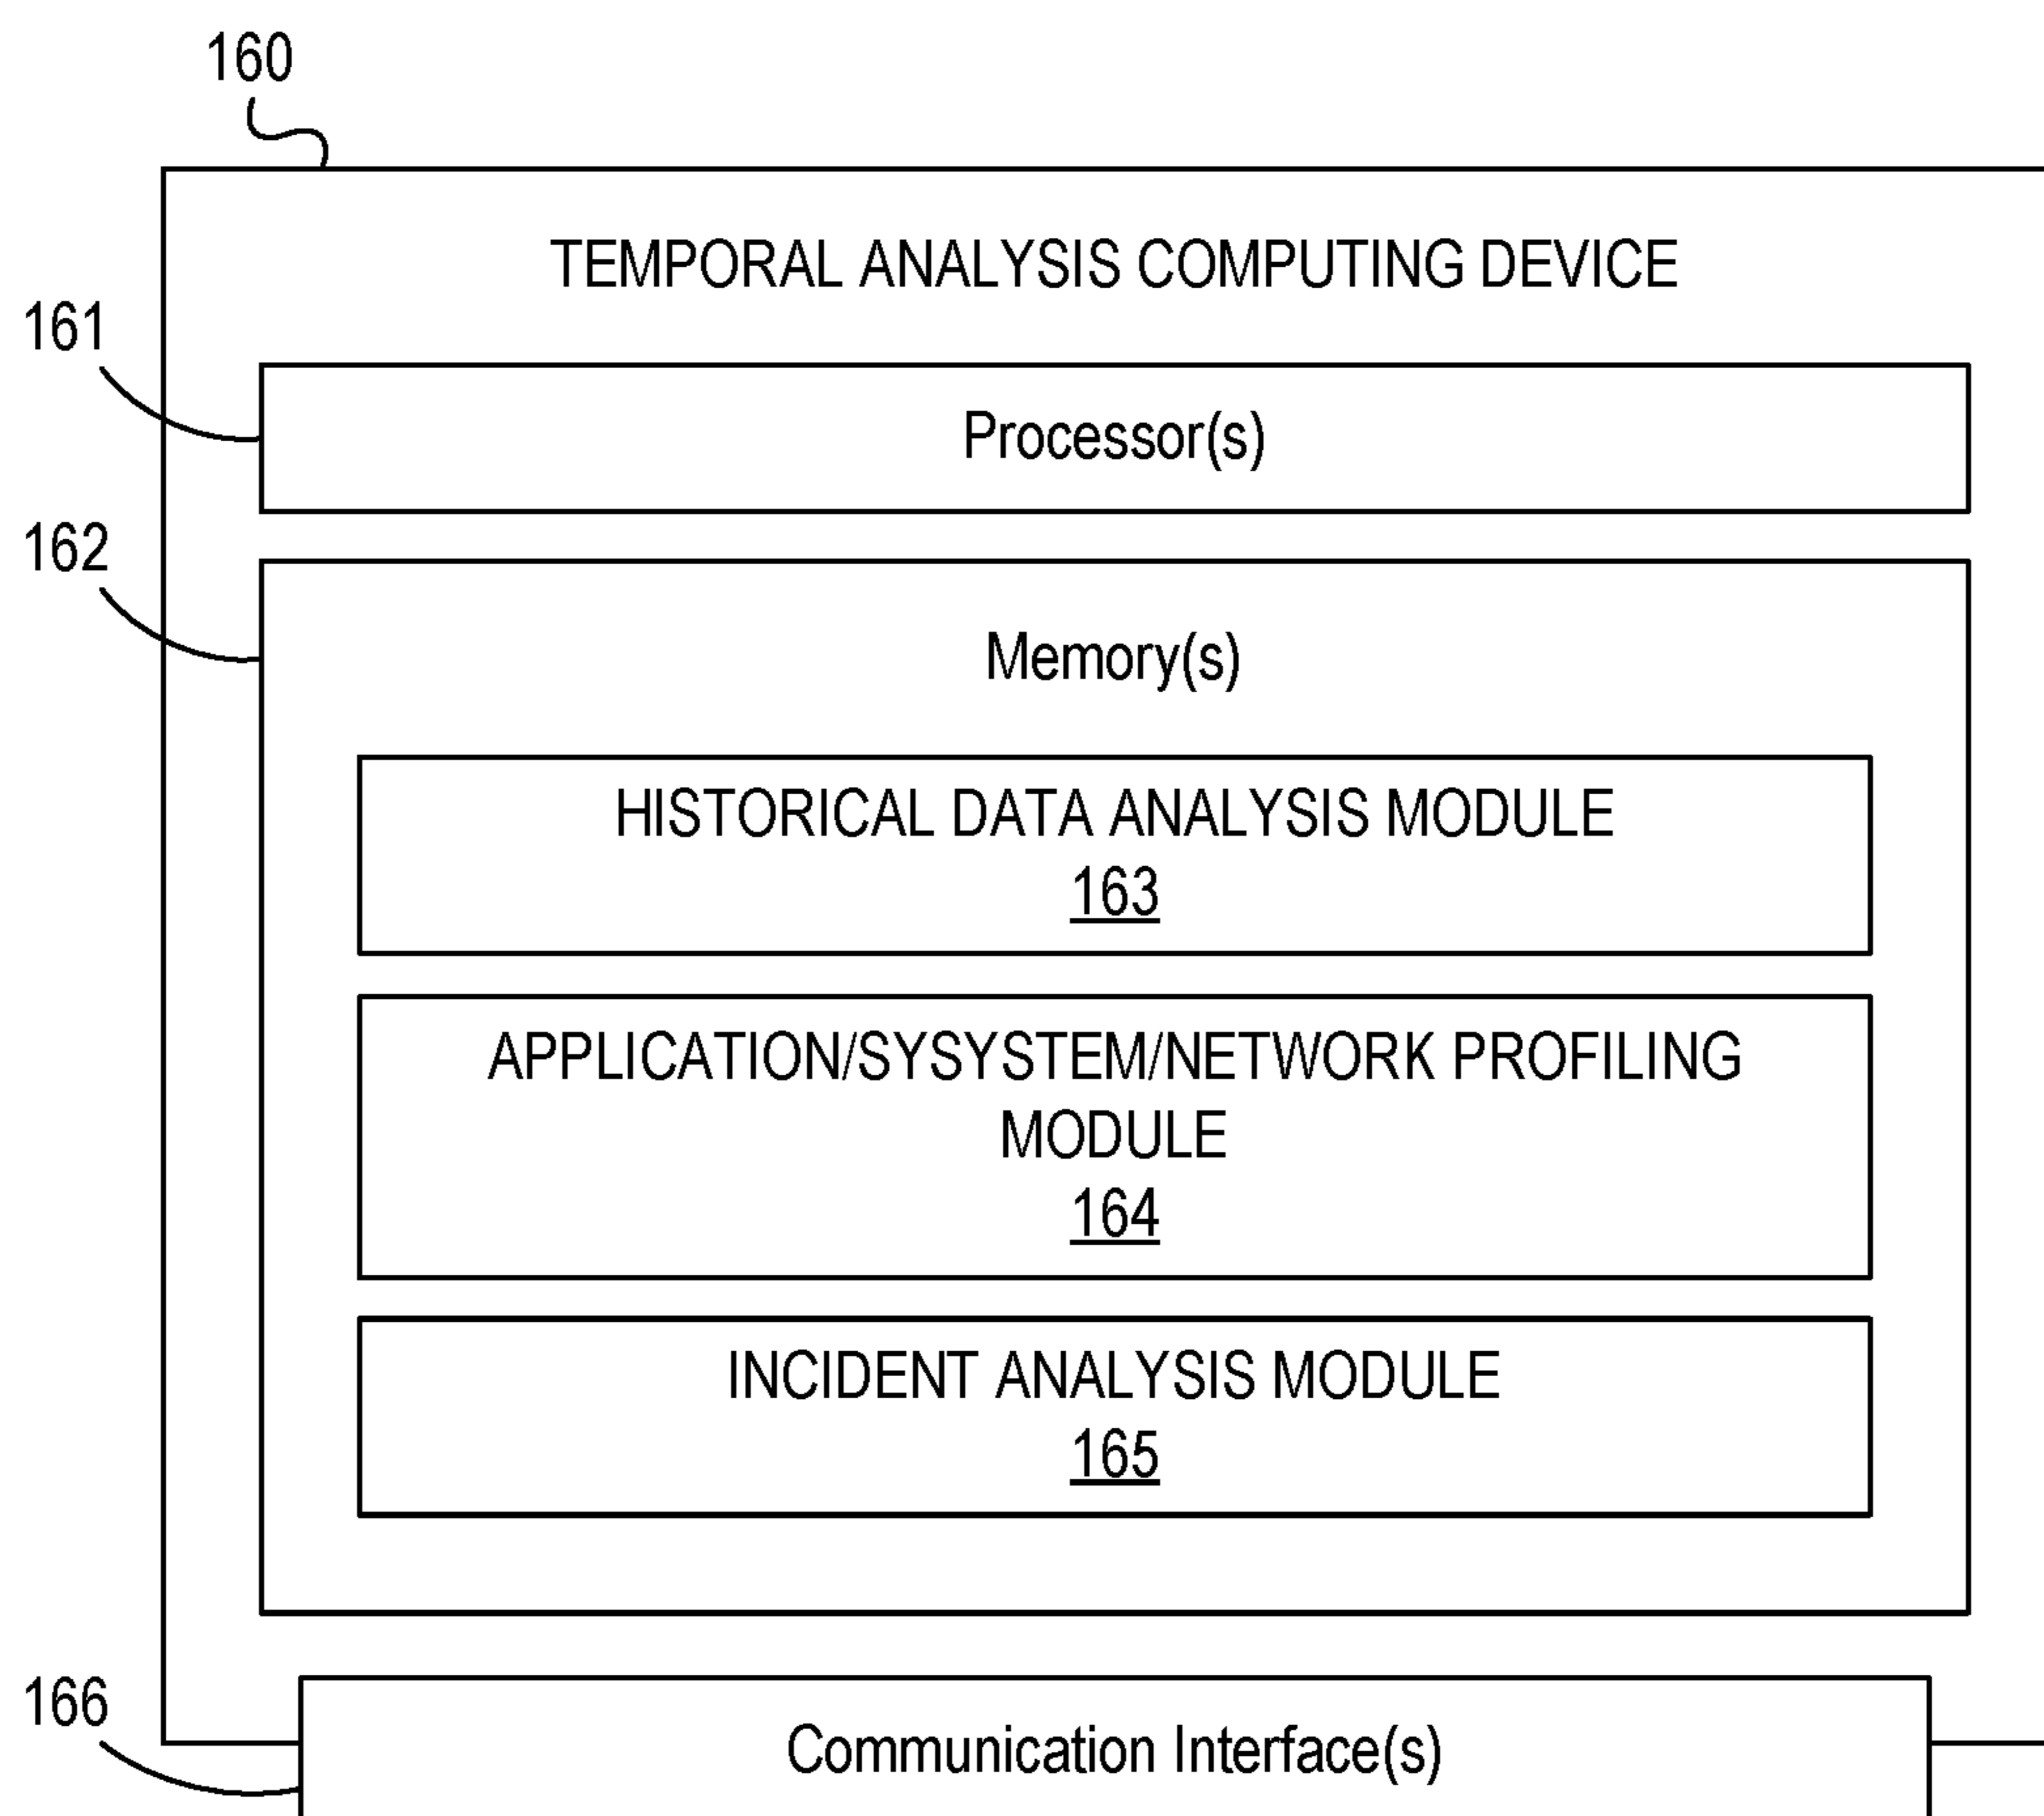 160
TEMPORAL ANALYSIS COMPUTING DEVICE
161
Processor(s)
162
Memory(s)
HISTORICAL DATA ANALYSIS MODULE
163
APPLICATION/SYSYSTEM/NETWORK PROFILING
MODULE
164
INCIDENT ANALYSIS MODULE
165
166
Communication Interface(s)